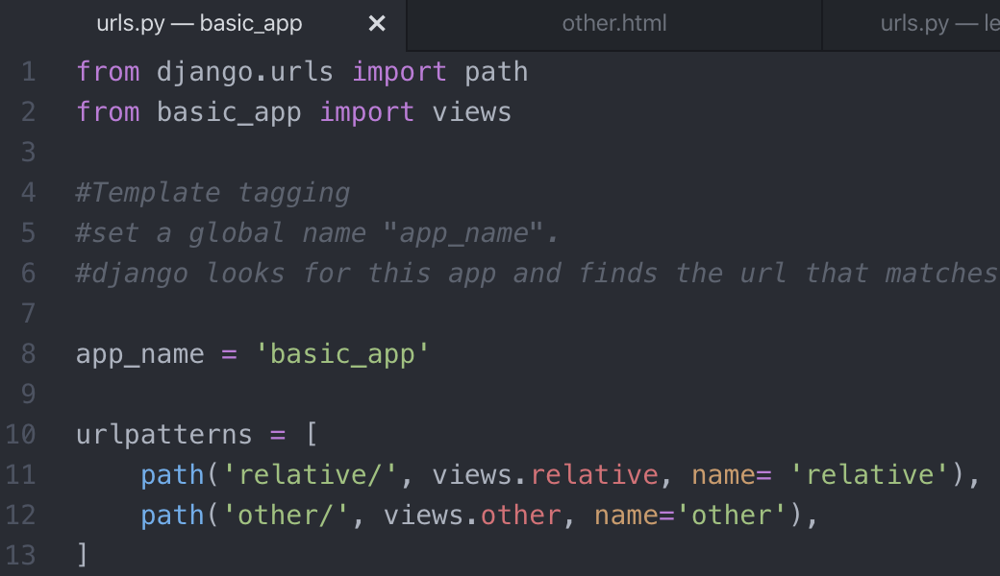 urls.py — basic_app ×
other.html
urls.py — le
1 from django.urls import path
2 from basic_app import views
3
4 #Template tagging
5 #set a global name "app_name".
6 #django looks for this app and finds the url that matches
7
8 app_name = 'basic_app'
9
10 urlpatterns = [
11     path('relative/', views.relative, name= 'relative'),
12     path('other/', views.other, name='other'),
13 ]